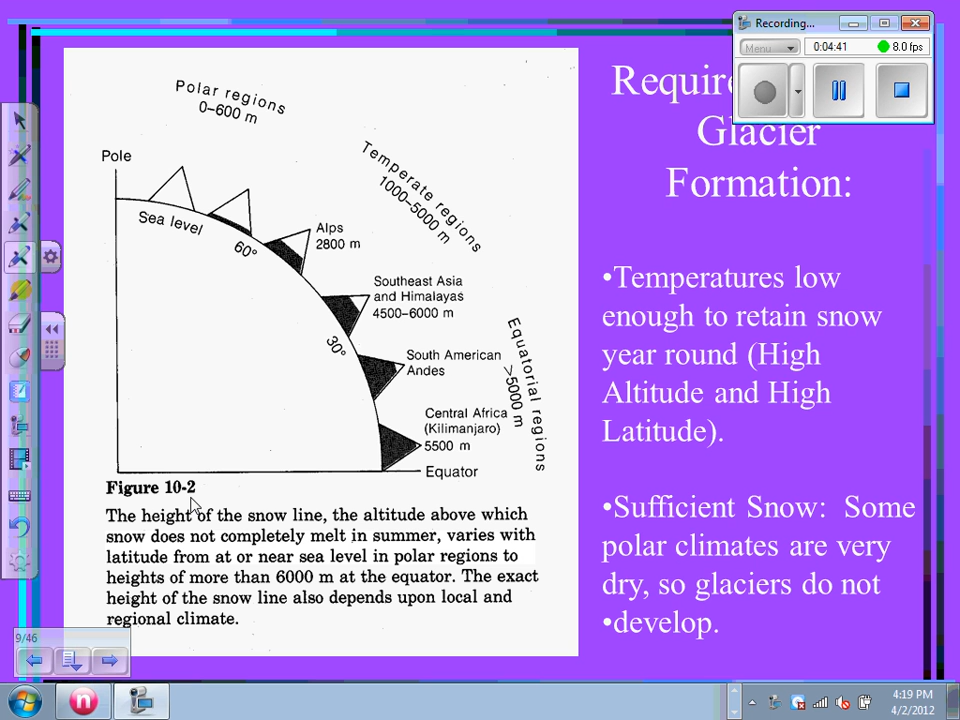 Recording...
Menu
0:04:41
8.0 fps
Require
Glacier
Formation:
Polar regions
0–600 m
Temperate regions
1000–5000 m
Equatorial regions
>5000 m
Pole
Sea level
60°
Alps
2800 m
Southeast Asia
and Himalayas
4500–6000 m
30°
South American
Andes
Central Africa
(Kilimanjaro)
5500 m
Equator
Figure 10-2
The height of the snow line, the altitude above which
snow does not completely melt in summer, varies with
latitude from at or near sea level in polar regions to
heights of more than 6000 m at the equator. The exact
height of the snow line also depends upon local and
regional climate.
•Temperatures low
enough to retain snow
year round (High
Altitude and High
Latitude).
•Sufficient Snow: Some
polar climates are very
dry, so glaciers do not
•develop.
9/46
n
4:19 PM
4/2/2012